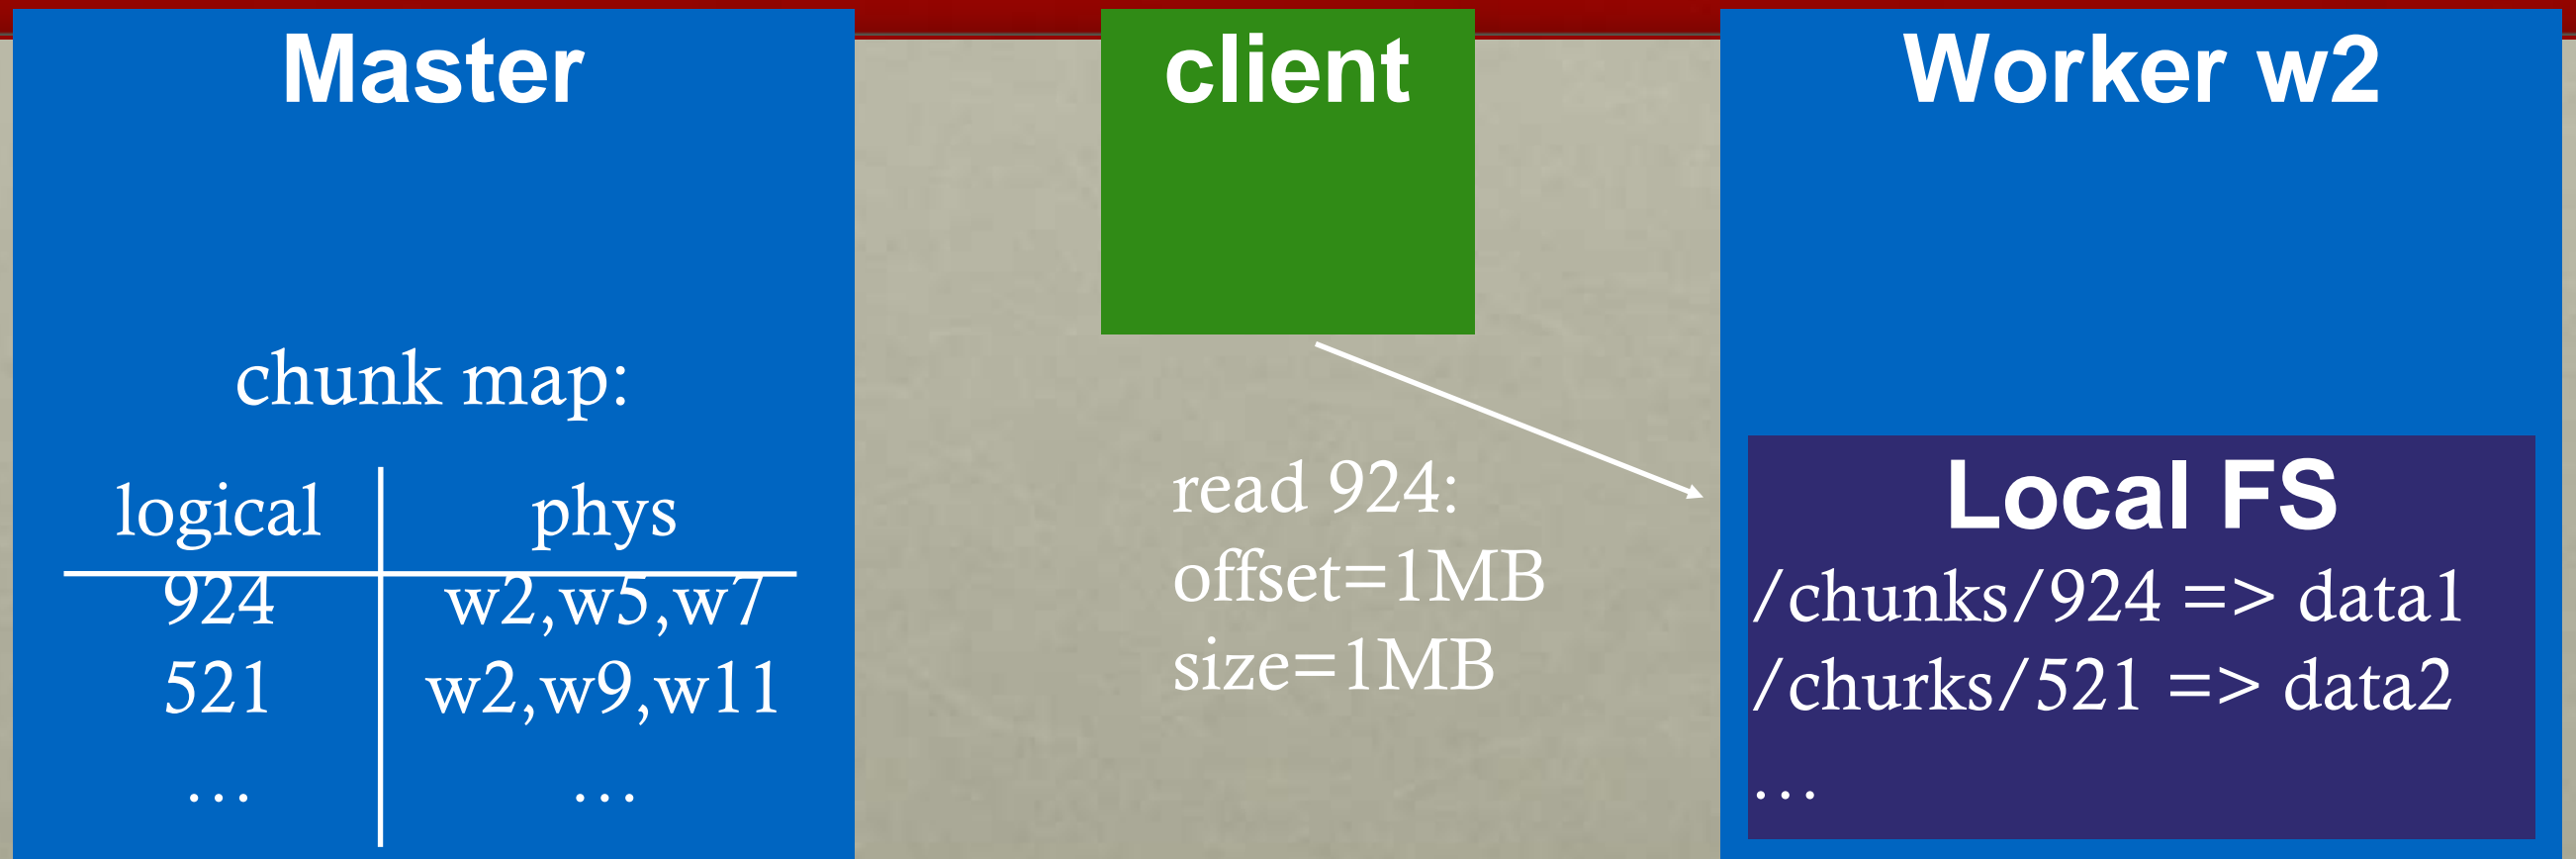 Master
chunk map:
logical phys
924 w2,w5,w7
521 w2,w9,w11
… …
client
read 924:
offset=1MB
size=1MB
Worker w2
Local FS
/chunks/924 => data1
/churks/521 => data2
…